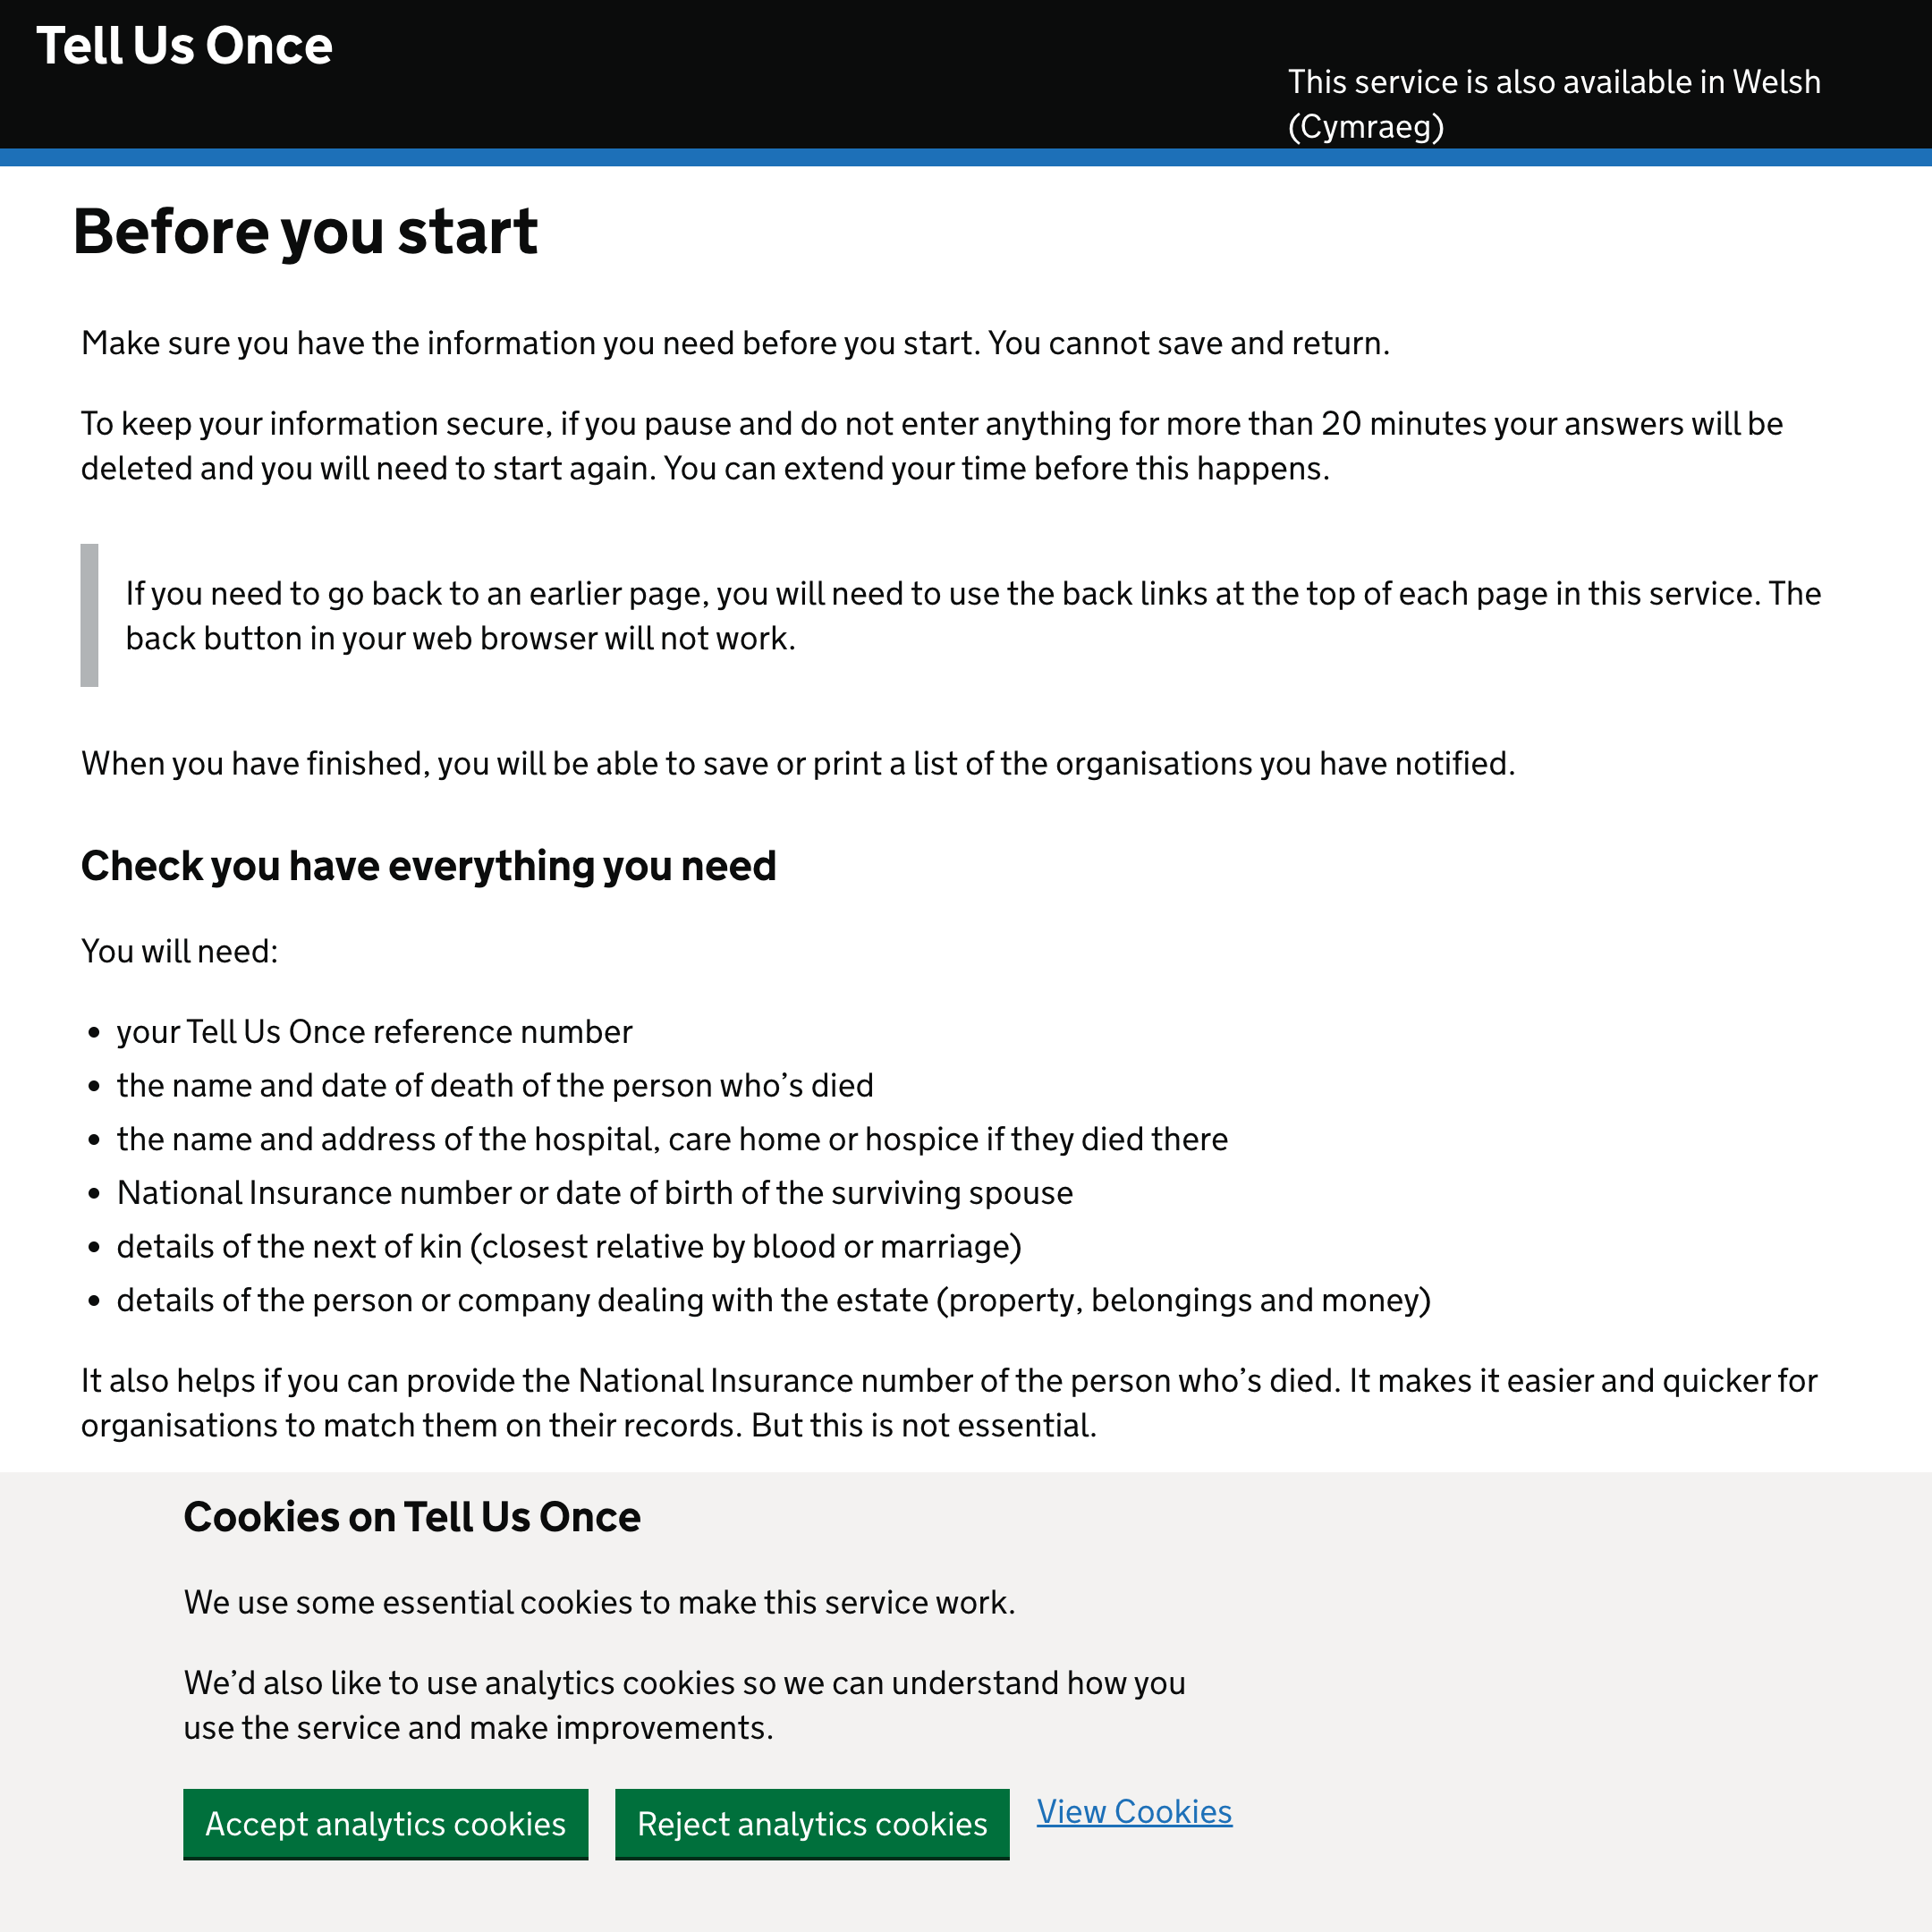 Tell Us Once
This service is also available in Welsh
(Cymraeg)
Before you start
Make sure you have the information you need before you start. You cannot save and return.
To keep your information secure, if you pause and do not enter anything for more than 20 minutes your answers will be
deleted and you will need to start again. You can extend your time before this happens.
If you need to go back to an earlier page, you will need to use the back links at the top of each page in this service. The
back button in your web browser will not work.
When you have finished, you will be able to save or print a list of the organisations you have notified.
Check you have everything you need
You will need:
• your Tell Us Once reference number
• the name and date of death of the person who’s died
• the name and address of the hospital, care home or hospice if they died there
• National Insurance number or date of birth of the surviving spouse
• details of the next of kin (closest relative by blood or marriage)
• details of the person or company dealing with the estate (property, belongings and money)
It also helps if you can provide the National Insurance number of the person who’s died. It makes it easier and quicker for
organisations to match them on their records. But this is not essential.
Cookies on Tell Us Once
We use some essential cookies to make this service work.
We’d also like to use analytics cookies so we can understand how you
use the service and make improvements.
Accept analytics cookies Reject analytics cookies View Cookies